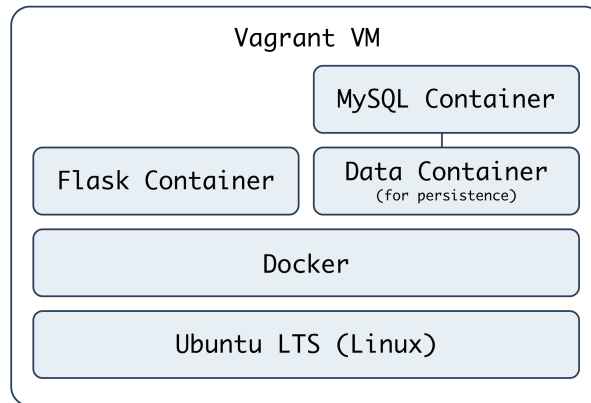 Vagrant VM
MySQL Container
Flask Container
Data Container
(for persistence)
Docker
Ubuntu LTS (Linux)